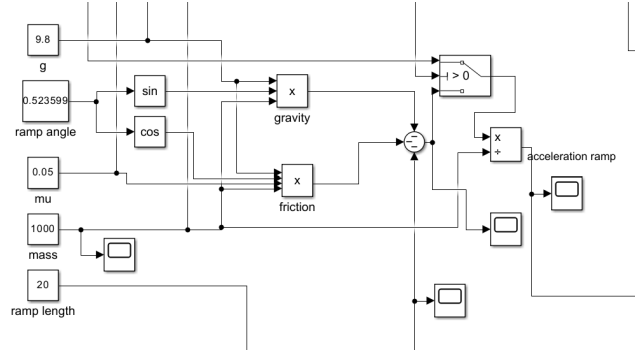 9.8
g
> 0
0.523599
sin
x
gravity
ramp angle
cos
x
÷
acceleration ramp
0.05
mu
x
friction
1000
mass
20
ramp length